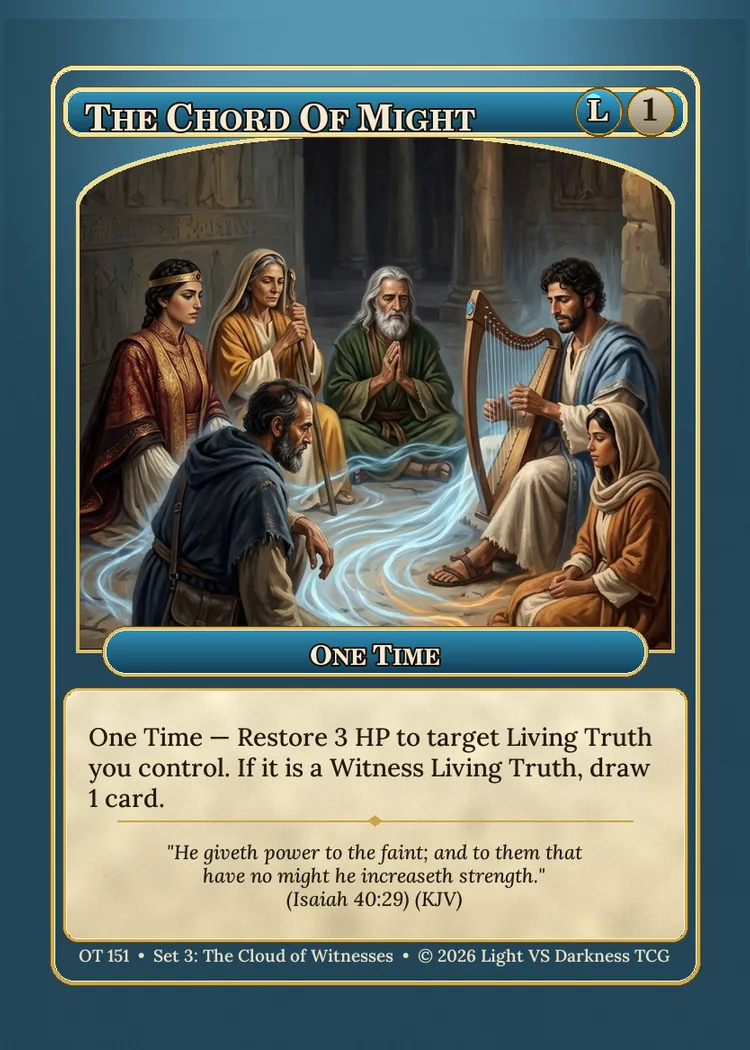 The Chord Of Might L 1
One Time
One Time — Restore 3 HP to target Living Truth
you control. If it is a Witness Living Truth, draw
1 card.
"He giveth power to the faint; and to them that
have no might he increaseth strength."
(Isaiah 40:29) (KJV)
OT 151 • Set 3: The Cloud of Witnesses • © 2026 Light VS Darkness TCG